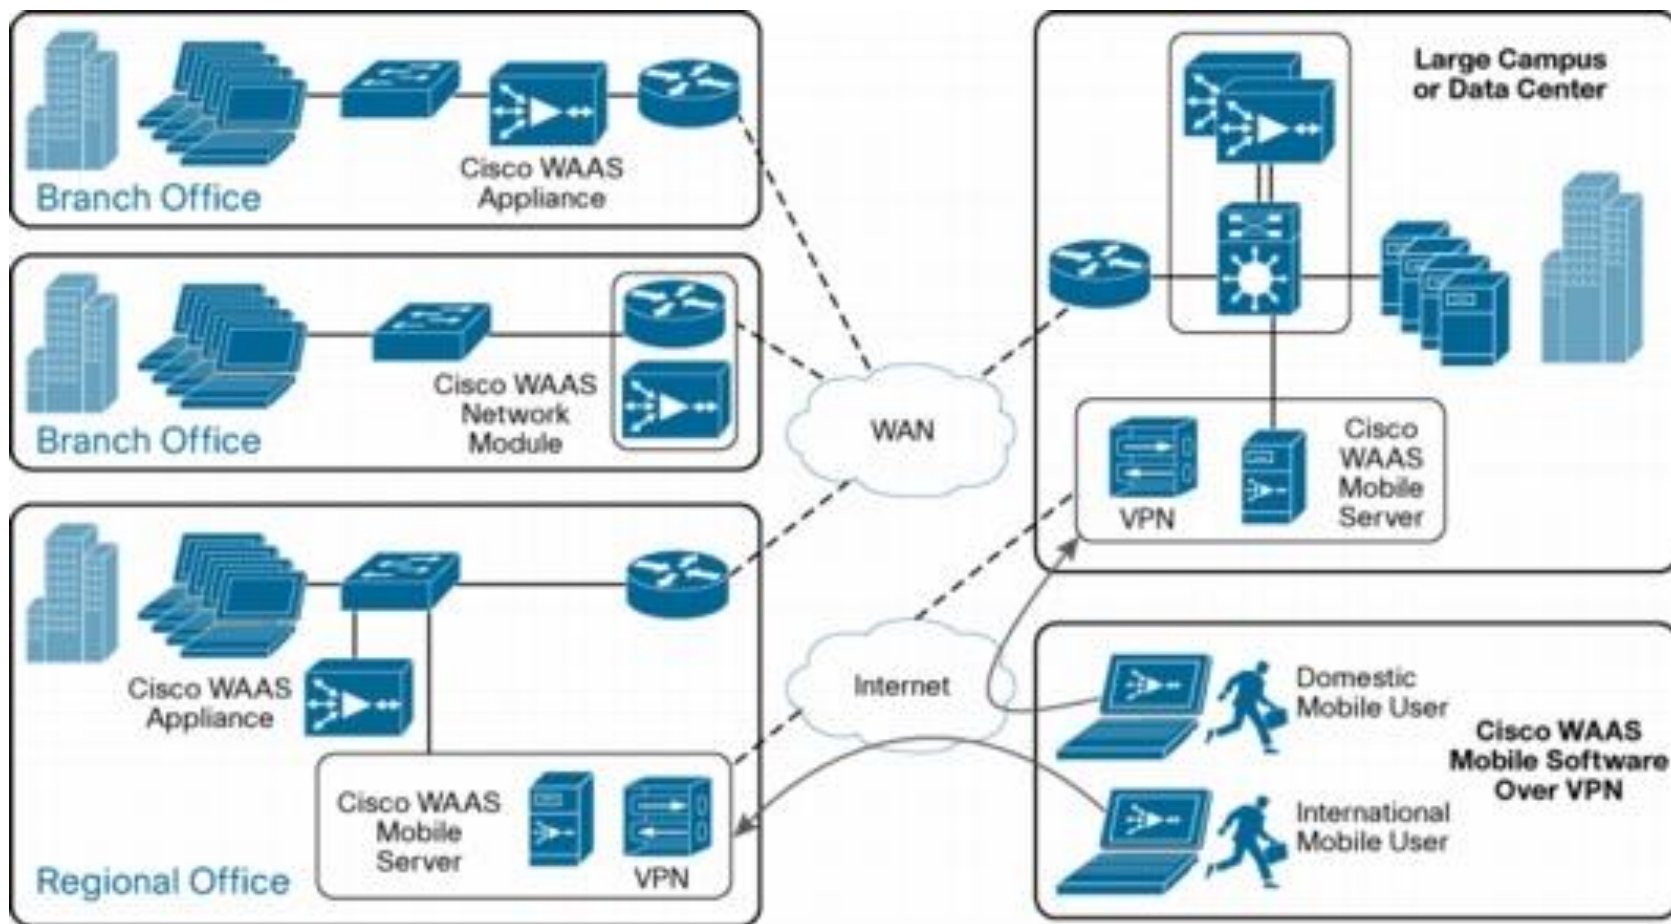 Cisco WAAS
Appliance
Branch Office
Cisco WAAS
Network
Module
Branch Office
Cisco WAAS
Appliance
Cisco WAAS
Mobile
Server
VPN
Regional Office
WAN
Internet
Large Campus
or Data Center
VPN
Cisco
WAAS
Mobile
Server
Domestic
Mobile User
International
Mobile User
Cisco WAAS
Mobile Software
Over VPN